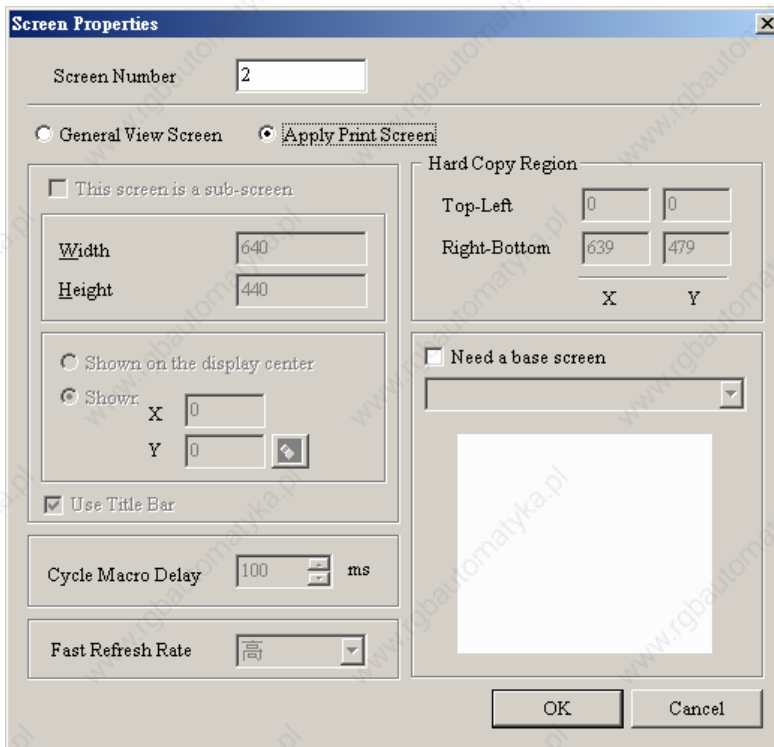 Screen Properties
Screen Number 2
General View Screen Apply Print Screen
This screen is a sub-screen
Width 640
Height 440
Shown on the display center
Shown
X 0
Y 0
Use Title Bar
Cycle Macro Delay 100 ms
Fast Refresh Rate 高
Hard Copy Region
Top-Left 0 0
Right-Bottom 639 479
X Y
Need a base screen
OK Cancel
www.rgbautomatyka.pl